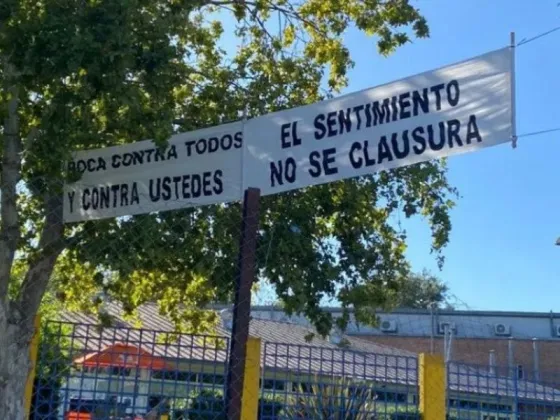 BOCA CONTRA TODOS
Y CONTRA USTEDES
EL SENTIMIENTO
NO SE CLAUSURA